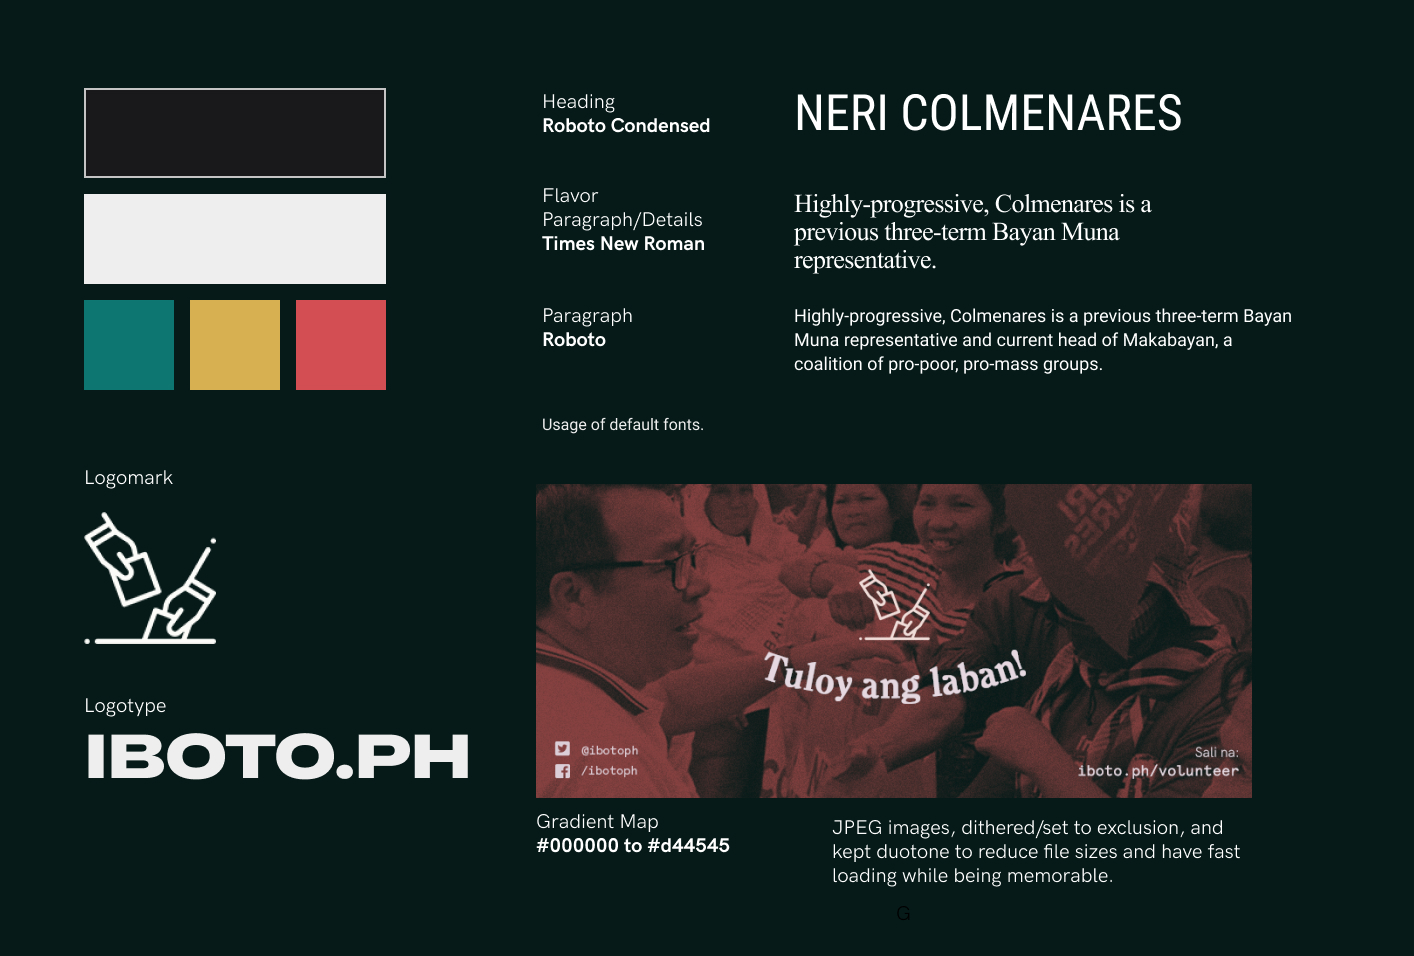 Heading
Roboto Condensed
NERI COLMENARES
Flavor
Paragraph/Details
Times New Roman
Highly-progressive, Colmenares is a
previous three-term Bayan Muna
representative.
Paragraph
Roboto
Highly-progressive, Colmenares is a previous three-term Bayan
Muna representative and current head of Makabayan, a
coalition of pro-poor, pro-mass groups.
Usage of default fonts.
Logomark
Logotype
IBOTO.PH
Tuloy ang laban!
@ibotoph
/ibotoph
Sali na:
iboto.ph/volunteer
Gradient Map
#000000 to #d44545
JPEG images, dithered/set to exclusion, and
kept duotone to reduce file sizes and have fast
loading while being memorable.
G